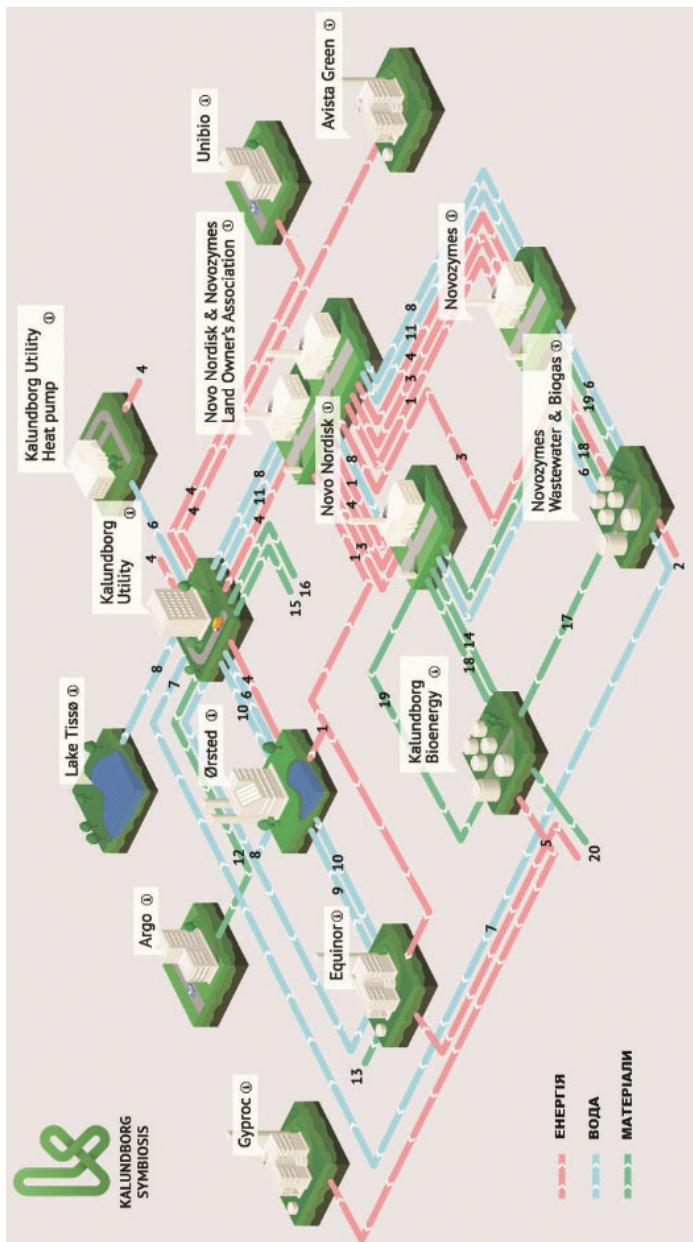 KALUNDBORG
SYMBIOSIS
Gyproc
Argo
Lake Tissø
Kalundborg
Utility
Kalundborg Utility
Heat pump
Unibio
Avista Green
Equinor
Ørsted
Novo Nordisk & Novozymes
Land Owner's Association
Novo Nordisk
Kalundborg
Bioenergy
Novozymes
Wastewater & Biogas
Novozymes
13
12
8
9
10
7
8
10
6
4
4
6
4
4
4
4
11
8
15
16
1
1
3
4
1
8
1
3
4
11
8
3
19
18
14
17
6
18
19
6
2
7
5
20
ЕНЕРГІЯ
ВОДА
МАТЕРІАЛИ